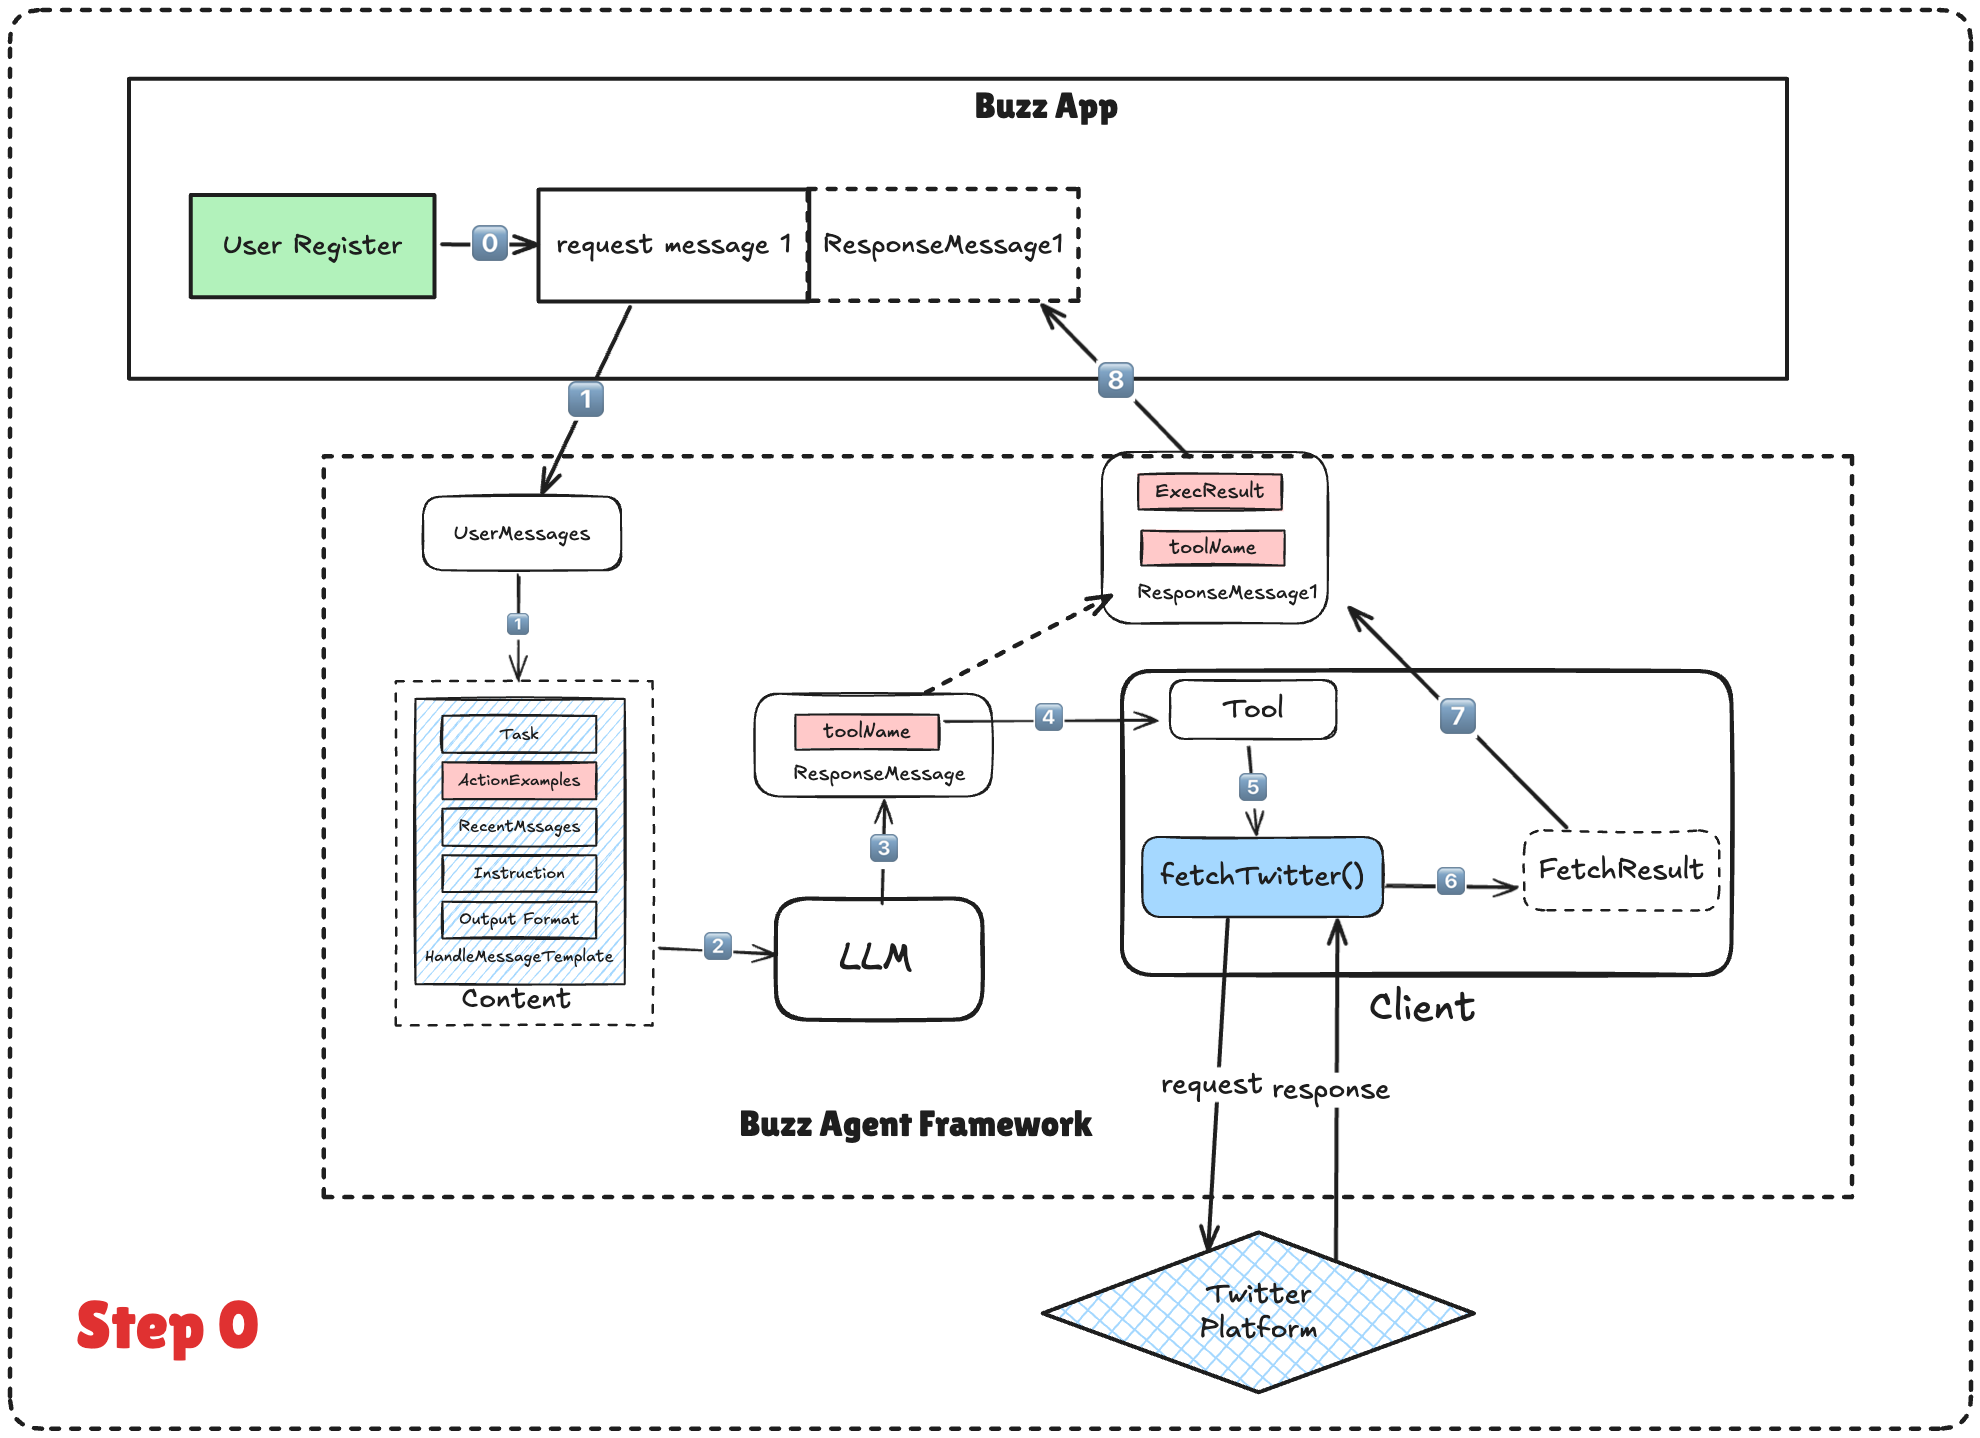 Buzz App
User Register
0
request message 1
ResponseMessage1
1
8
UserMessages
1
ExecResult
toolName
ResponseMessage1
Task
ActionExamples
RecentMssages
Instruction
Output Format
HandleMessageTemplate
Content
2
LLM
3
toolName
ResponseMessage
4
Tool
5
fetchTwitter()
6
FetchResult
7
Client
request
response
Buzz Agent Framework
Twitter
Platform
Step 0